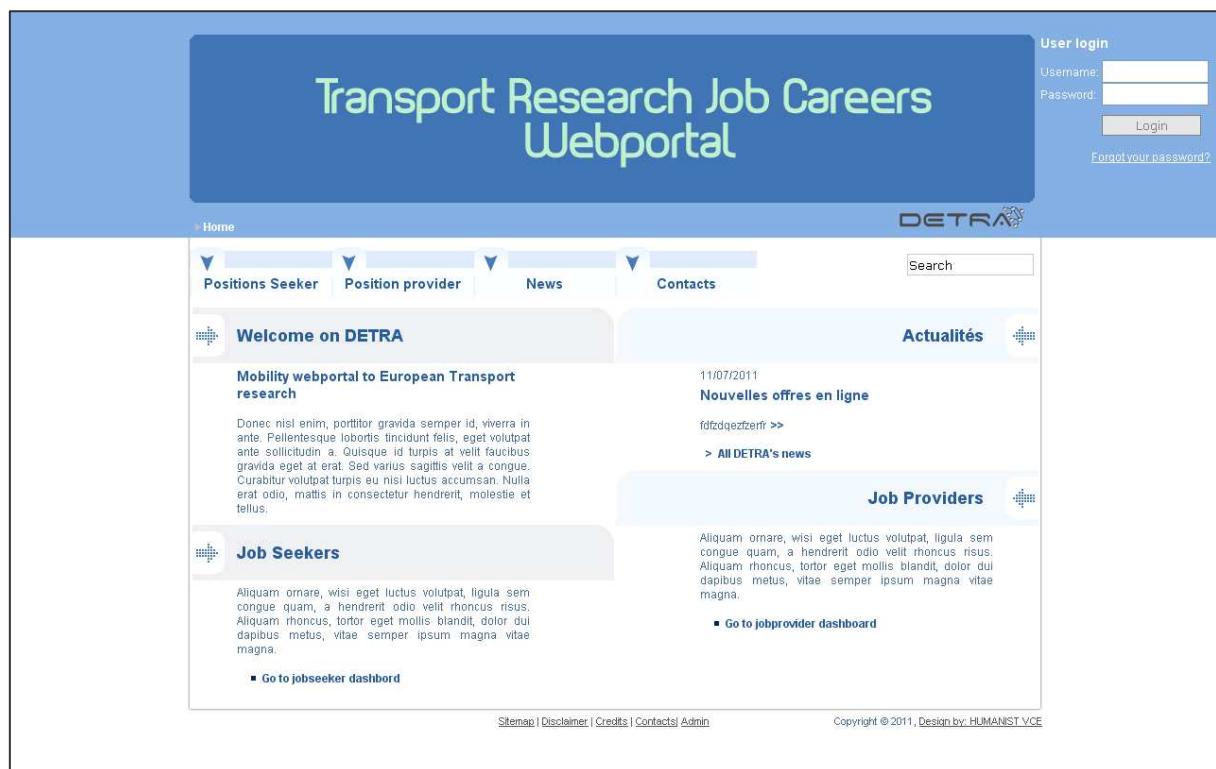 Transport Research Job Careers
Webportal
User login
Username:
Password:
Login
Forgot your password?
Home
DETRA
Positions Seeker
Position provider
News
Contacts
Search
Welcome on DETRA
Mobility webportal to European Transport
research
Donec nisl enim, porttitor gravida semper id, viverra in
ante. Pellentesque lobortis tincidunt felis, eget volutpat
ante sollicitudin a. Quisque id turpis at velit faucibus
gravida eget at erat. Sed varius sagittis velit a congue.
Curabitur volutpat turpis eu nisi luctus accumsan. Nulla
erat odio, mattis in consectetur hendrerit, molestie et
tellus.
Job Seekers
Aliquam ornare, wisi eget luctus volutpat, ligula sem
congue quam, a hendrerit odio velit rhoncus risus.
Aliquam rhoncus, tortor eget mollis blandit, dolor dui
dapibus metus, vitae semper ipsum magna vitae
magna.
Go to jobseeker dashbord
Actualités
11/07/2011
Nouvelles offres en ligne
fdfzdqezfzerfr >>
> All DETRA's news
Job Providers
Aliquam ornare, wisi eget luctus volutpat, ligula sem
congue quam, a hendrerit odio velit rhoncus risus.
Aliquam rhoncus, tortor eget mollis blandit, dolor dui
dapibus metus, vitae semper ipsum magna vitae
magna.
Go to jobprovider dashboard
Sitemap | Disclaimer | Credits | Contacts| Admin
Copyright © 2011, Design by: HUMANIST VCE